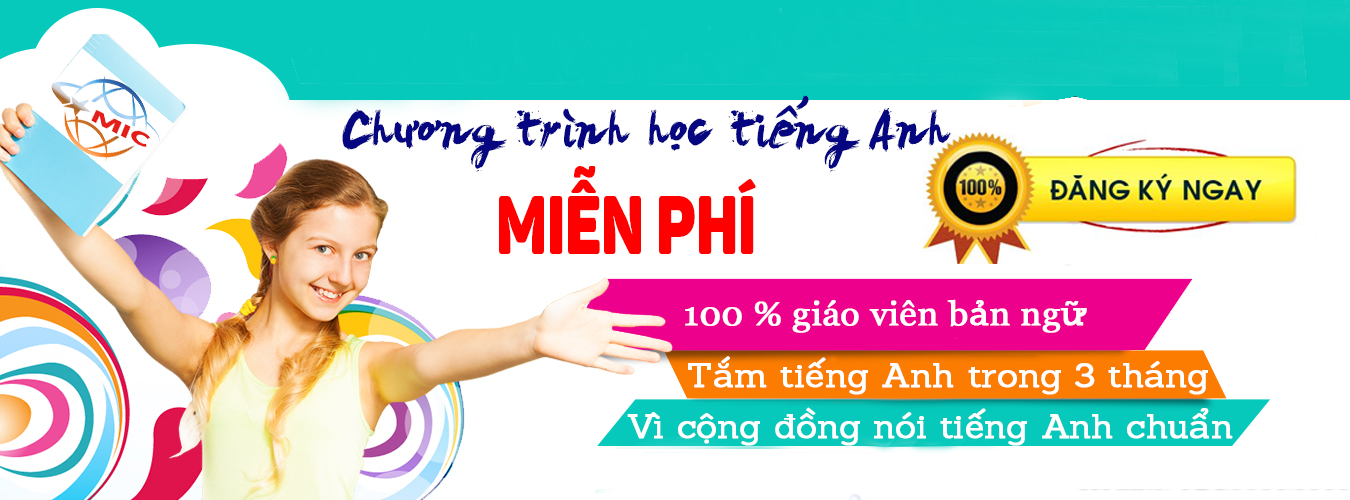 MIC
Chương trình học tiếng Anh
MIỄN PHÍ
100%
ĐĂNG KÝ NGAY
100 % giáo viên bản ngữ
Tắm tiếng Anh trong 3 tháng
Vì cộng đồng nói tiếng Anh chuẩn